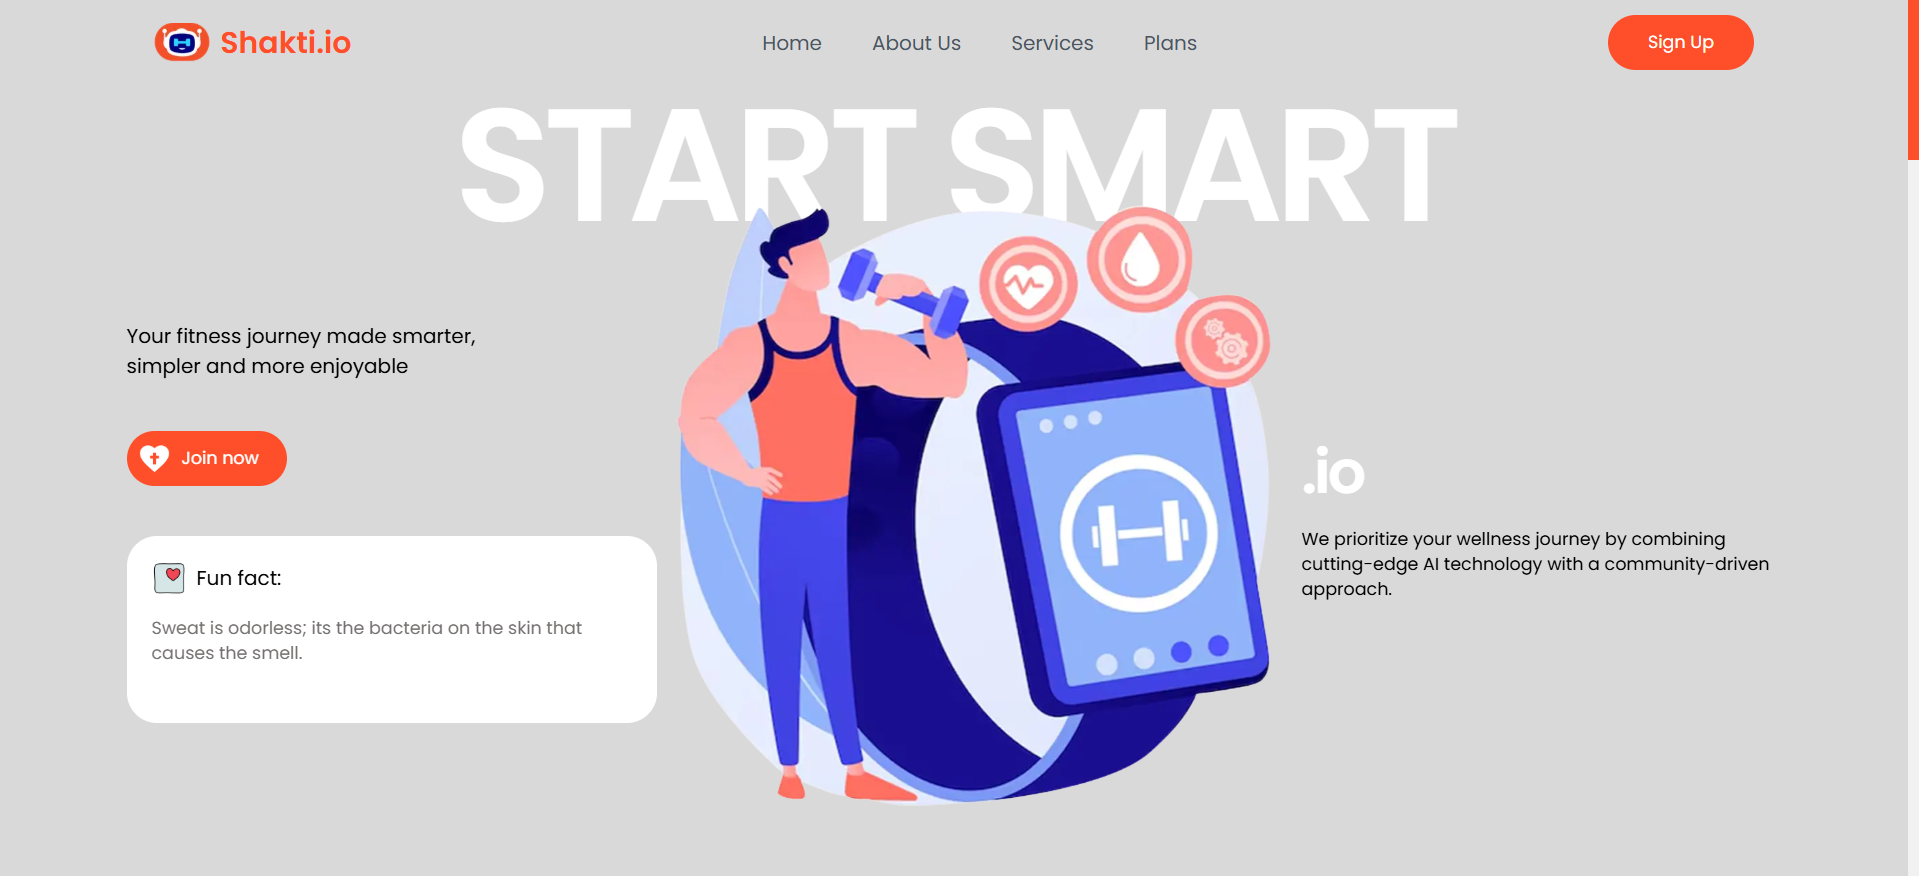 Shakti.io
Home
About Us
Services
Plans
Sign Up
START SMART
Your fitness journey made smarter,
simpler and more enjoyable
Join now
Fun fact:
Sweat is odorless; its the bacteria on the skin that
causes the smell.
.io
We prioritize your wellness journey by combining
cutting-edge AI technology with a community-driven
approach.